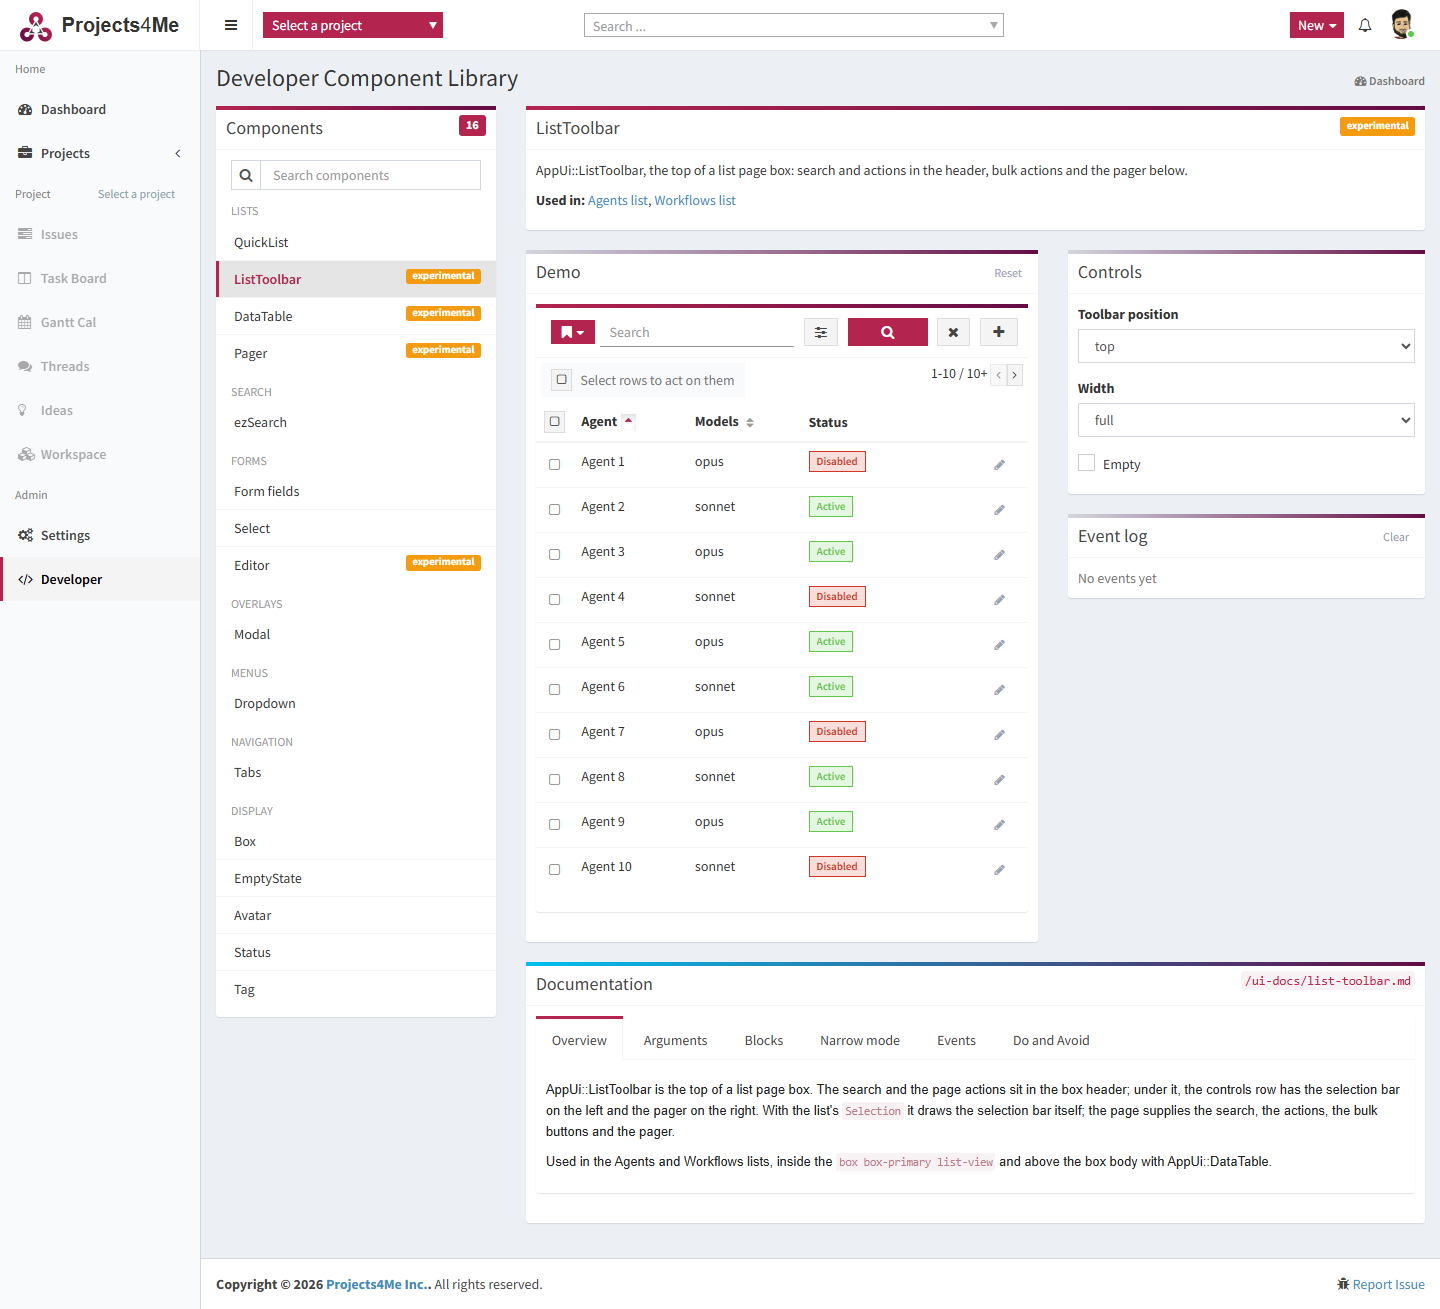 Projects4Me
Select a project
Search ...
New
Home
Dashboard
Projects
Project
Select a project
Issues
Task Board
Gantt Cal
Threads
Ideas
Workspace
Admin
Settings
Developer
Developer Component Library
Dashboard
Components
16
Search components
LISTS
QuickList
ListToolbar
experimental
DataTable
experimental
Pager
experimental
SEARCH
ezSearch
FORMS
Form fields
Select
Editor
experimental
OVERLAYS
Modal
MENUS
Dropdown
NAVIGATION
Tabs
DISPLAY
Box
EmptyState
Avatar
Status
Tag
ListToolbar
experimental
AppUi::ListToolbar, the top of a list page box: search and actions in the header, bulk actions and the pager below.
Used in: Agents list, Workflows list
Demo
Reset
Search
Select rows to act on them
1-10 / 10+
Agent Models Status
Agent 1 opus Disabled
Agent 2 sonnet Active
Agent 3 opus Active
Agent 4 sonnet Disabled
Agent 5 opus Active
Agent 6 sonnet Active
Agent 7 opus Disabled
Agent 8 sonnet Active
Agent 9 opus Active
Agent 10 sonnet Disabled
Controls
Toolbar position
top
Width
full
Empty
Event log
Clear
No events yet
Documentation
/ui-docs/list-toolbar.md
Overview Arguments Blocks Narrow mode Events Do and Avoid
AppUi::ListToolbar is the top of a list page box. The search and the page actions sit in the box header; under it, the controls row has the selection bar
on the left and the pager on the right. With the list's Selection it draws the selection bar itself; the page supplies the search, the actions, the bulk
buttons and the pager.
Used in the Agents and Workflows lists, inside the box box-primary list-view and above the box body with AppUi::DataTable.
Copyright © 2026 Projects4Me Inc.. All rights reserved.
Report Issue